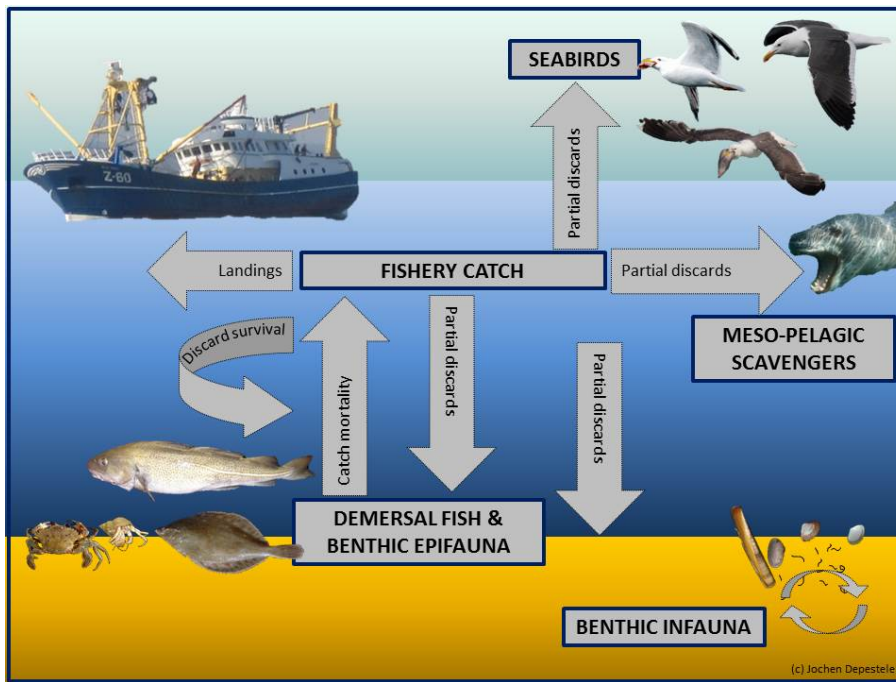 SEABIRDS
Z-60
Partial discards
Landings
FISHERY CATCH
Partial discards
MESO-PELAGIC
SCAVENGERS
Discard survival
Catch mortality
Partial discards
Partial discards
DEMERSAL FISH &
BENTHIC EPIFAUNA
BENTHIC INFAUNA
(c) Jochen Depestele